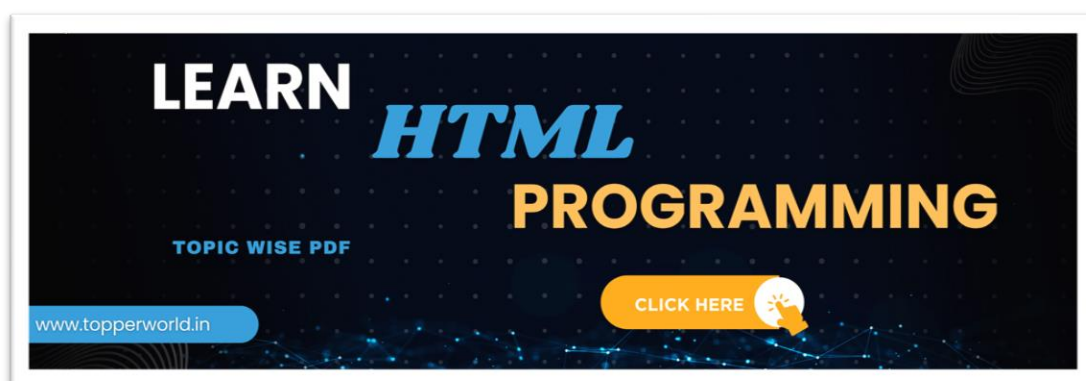 LEARN
HTML
PROGRAMMING
TOPIC WISE PDF
CLICK HERE
www.topperworld.in